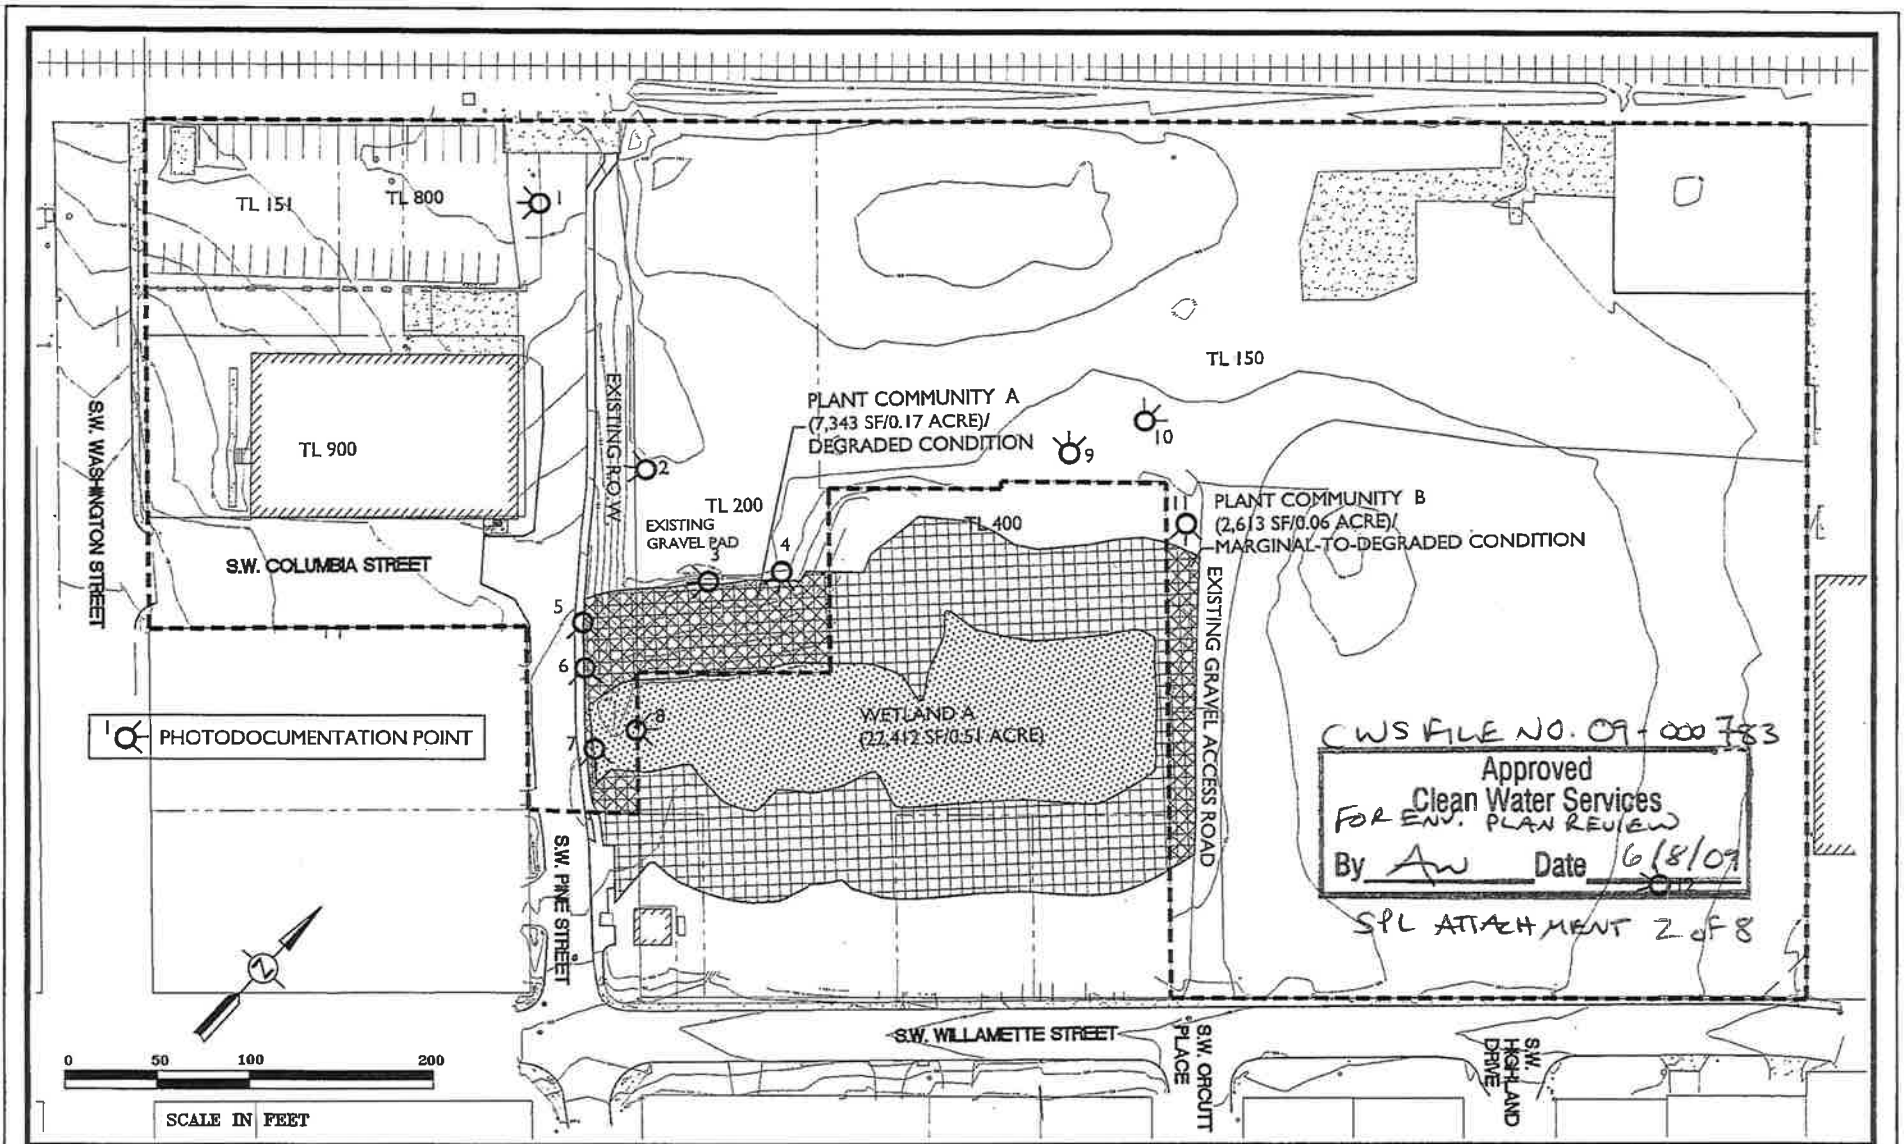 TL 151
TL 800
1
TL 150
PLANT COMMUNITY A
(7,343 SF/0.17 ACRE)/
DEGRADED CONDITION
EXISTING R.O.W.
TL 900
S.W. WASHINGTON STREET
2
9
10
TL 200
EXISTING
GRAVEL PAD
3
4
TL 400
11
PLANT COMMUNITY B
(2,613 SF/0.06 ACRE)/
MARGINAL-TO-DEGRADED CONDITION
S.W. COLUMBIA STREET
5
6
7
8
EXISTING GRAVEL ACCESS ROAD
WETLAND A
(22,412 SF/0.51 ACRE)
1 PHOTODOCUMENTATION POINT
CWS FILE NO. 09-000783
Approved
Clean Water Services
FOR ENV. PLAN REVIEW
By AW Date 6/8/09
12
SPL ATTACHMENT 2 of 8
S.W. PINE STREET
N
S.W. WILLAMETTE STREET
S.W. ORCUTT
PLACE
S.W.
HIGHLAND
DRIVE
0 50 100 200
SCALE IN FEET